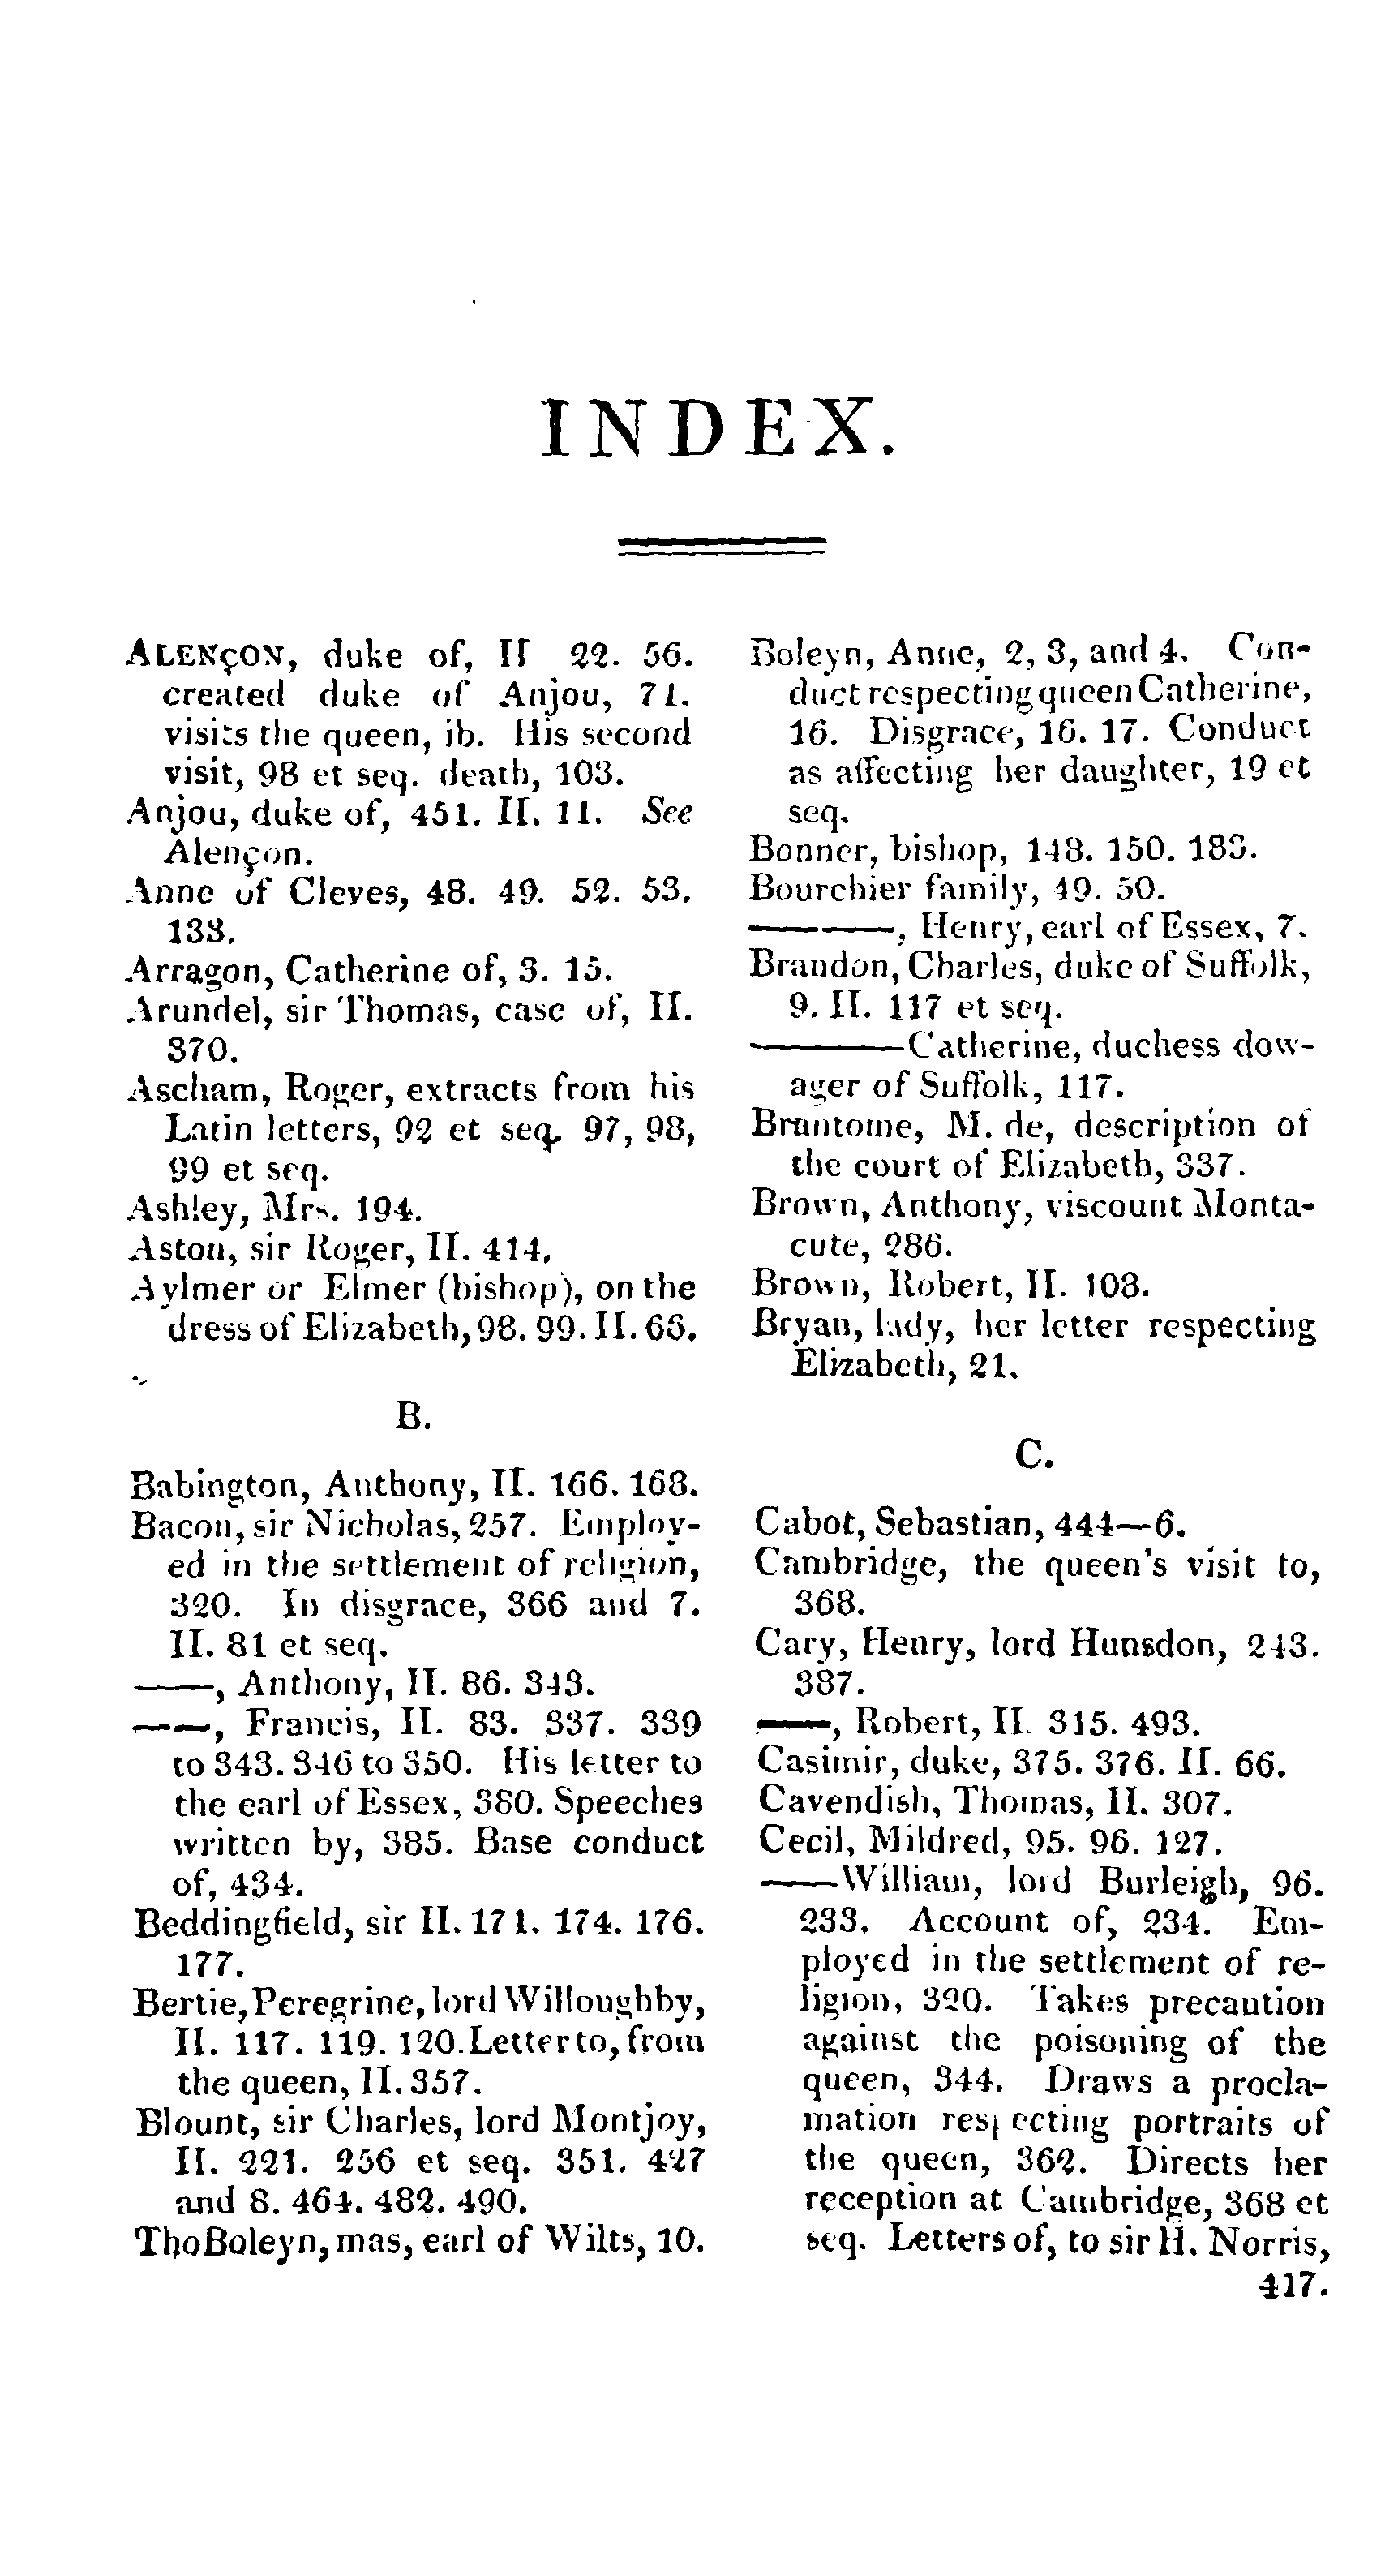 INDEX.
ALENÇON, duke of, II 22. 56.
created duke of Anjou, 71.
visits the queen, ib. His second
visit, 98 et seq. death, 103.
Anjou, duke of, 451. II. 11. See
Alençon.
Anne of Cleves, 48. 49. 52. 53.
133.
Arragon, Catherine of, 3. 15.
Arundel, sir Thomas, case of, II.
370.
Ascham, Roger, extracts from his
Latin letters, 92 et seq. 97, 98,
99 et seq.
Ashley, Mrs. 194.
Aston, sir Roger, II. 414.
Aylmer or Elmer (bishop), on the
dress of Elizabeth, 98. 99. II. 66.
B.
Babington, Anthony, II. 166. 168.
Bacon, sir Nicholas, 257. Employ-
ed in the settlement of religion,
320. In disgrace, 366 and 7.
II. 81 et seq.
——, Anthony, II. 86. 343.
——, Francis, II. 83. 337. 339
to 343. 346 to 350. His letter to
the earl of Essex, 380. Speeches
written by, 385. Base conduct
of, 434.
Beddingfield, sir II. 171. 174. 176.
177.
Bertie, Peregrine, lord Willoughby,
II. 117. 119. 120. Letter to, from
the queen, II. 357.
Blount, sir Charles, lord Montjoy,
II. 221. 256 et seq. 351. 427
and 8. 464. 482. 490.
ThoBoleyn, mas, earl of Wilts, 10.
Boleyn, Anne, 2, 3, and 4. Con-
duct respecting queen Catherine,
16. Disgrace, 16. 17. Conduct
as affecting her daughter, 19 et
seq.
Bonner, bishop, 148. 150. 183.
Bourchier family, 49. 50.
————, Henry, earl of Essex, 7.
Brandon, Charles, duke of Suffolk,
9. II. 117 et seq.
————Catherine, duchess dow-
ager of Suffolk, 117.
Brantome, M. de, description of
the court of Elizabeth, 337.
Brown, Anthony, viscount Monta-
cute, 286.
Brown, Robert, II. 103.
Bryan, lady, her letter respecting
Elizabeth, 21.
C.
Cabot, Sebastian, 444—6.
Cambridge, the queen's visit to,
368.
Cary, Henry, lord Hunsdon, 243.
387.
——, Robert, II. 315. 493.
Casimir, duke, 375. 376. II. 66.
Cavendish, Thomas, II. 307.
Cecil, Mildred, 95. 96. 127.
——William, lord Burleigh, 96.
233. Account of, 234. Em-
ployed in the settlement of re-
ligion, 320. Takes precaution
against the poisoning of the
queen, 344. Draws a procla-
mation respecting portraits of
the queen, 362. Directs her
reception at Cambridge, 368 et
seq. Letters of, to sir H. Norris,
417.